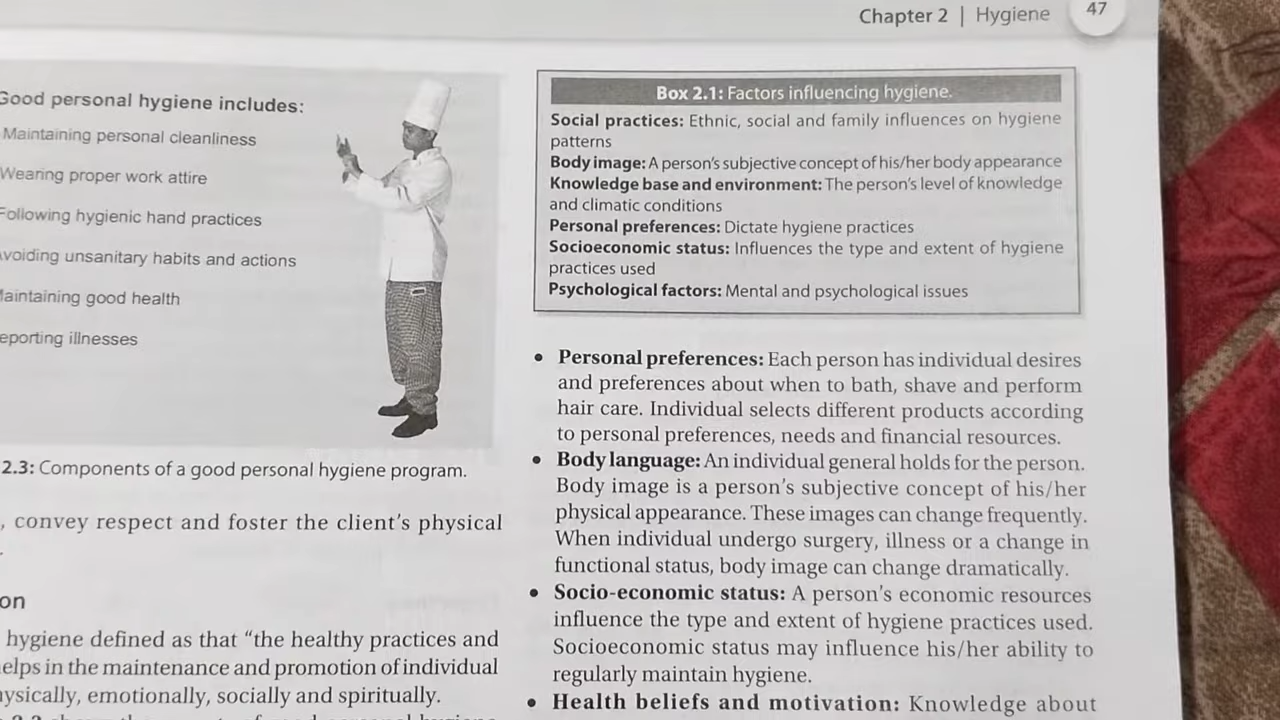 Chapter 2 | Hygiene 47
Good personal hygiene includes:
Maintaining personal cleanliness
Wearing proper work attire
Following hygienic hand practices
voiding unsanitary habits and actions
aintaining good health
eporting illnesses
2.3: Components of a good personal hygiene program.
, convey respect and foster the client's physical
on
hygiene defined as that “the healthy practices and
elps in the maintenance and promotion of individual
ysically, emotionally, socially and spiritually.
Box 2.1: Factors influencing hygiene.
Social practices: Ethnic, social and family influences on hygiene
patterns
Body image: A person's subjective concept of his/her body appearance
Knowledge base and environment: The person's level of knowledge
and climatic conditions
Personal preferences: Dictate hygiene practices
Socioeconomic status: Influences the type and extent of hygiene
practices used
Psychological factors: Mental and psychological issues
• Personal preferences: Each person has individual desires
and preferences about when to bath, shave and perform
hair care. Individual selects different products according
to personal preferences, needs and financial resources.
• Body language: An individual general holds for the person.
Body image is a person's subjective concept of his/her
physical appearance. These images can change frequently.
When individual undergo surgery, illness or a change in
functional status, body image can change dramatically.
• Socio-economic status: A person's economic resources
influence the type and extent of hygiene practices used.
Socioeconomic status may influence his/her ability to
regularly maintain hygiene.
• Health beliefs and motivation: Knowledge about